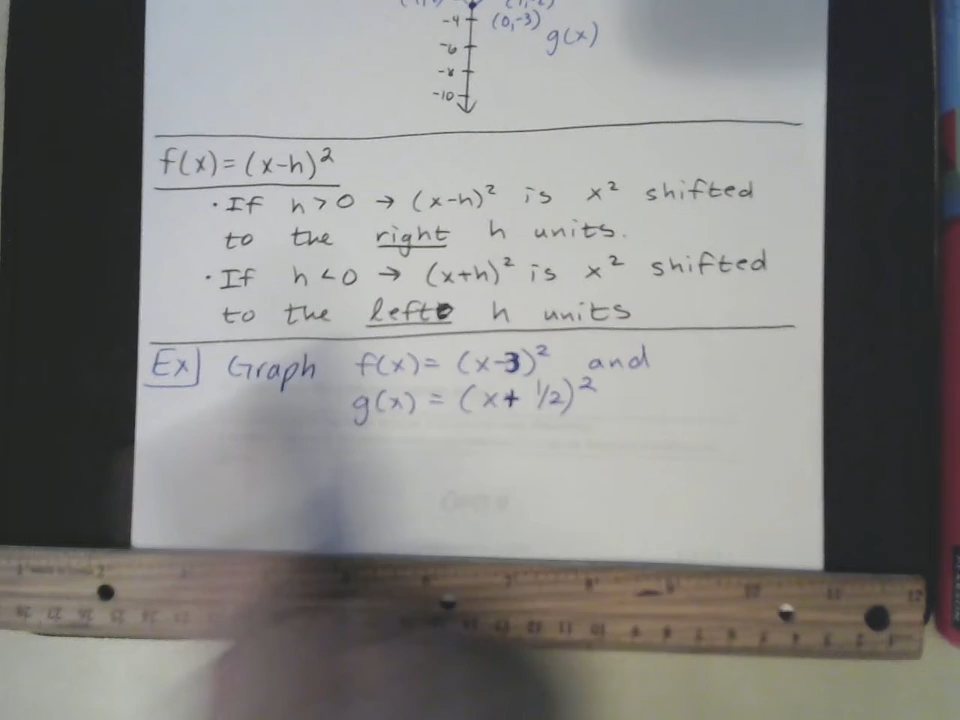 -4 (0,-3) g(x)
-6
-8
-10
f(x) = (x-h)²
· If h > 0 → (x-h)² is x² shifted
to the right h units.
· If h < 0 → (x+h)² is x² shifted
to the left h units
Ex Graph f(x) = (x-3)² and
g(x) = (x+ 1/2)²